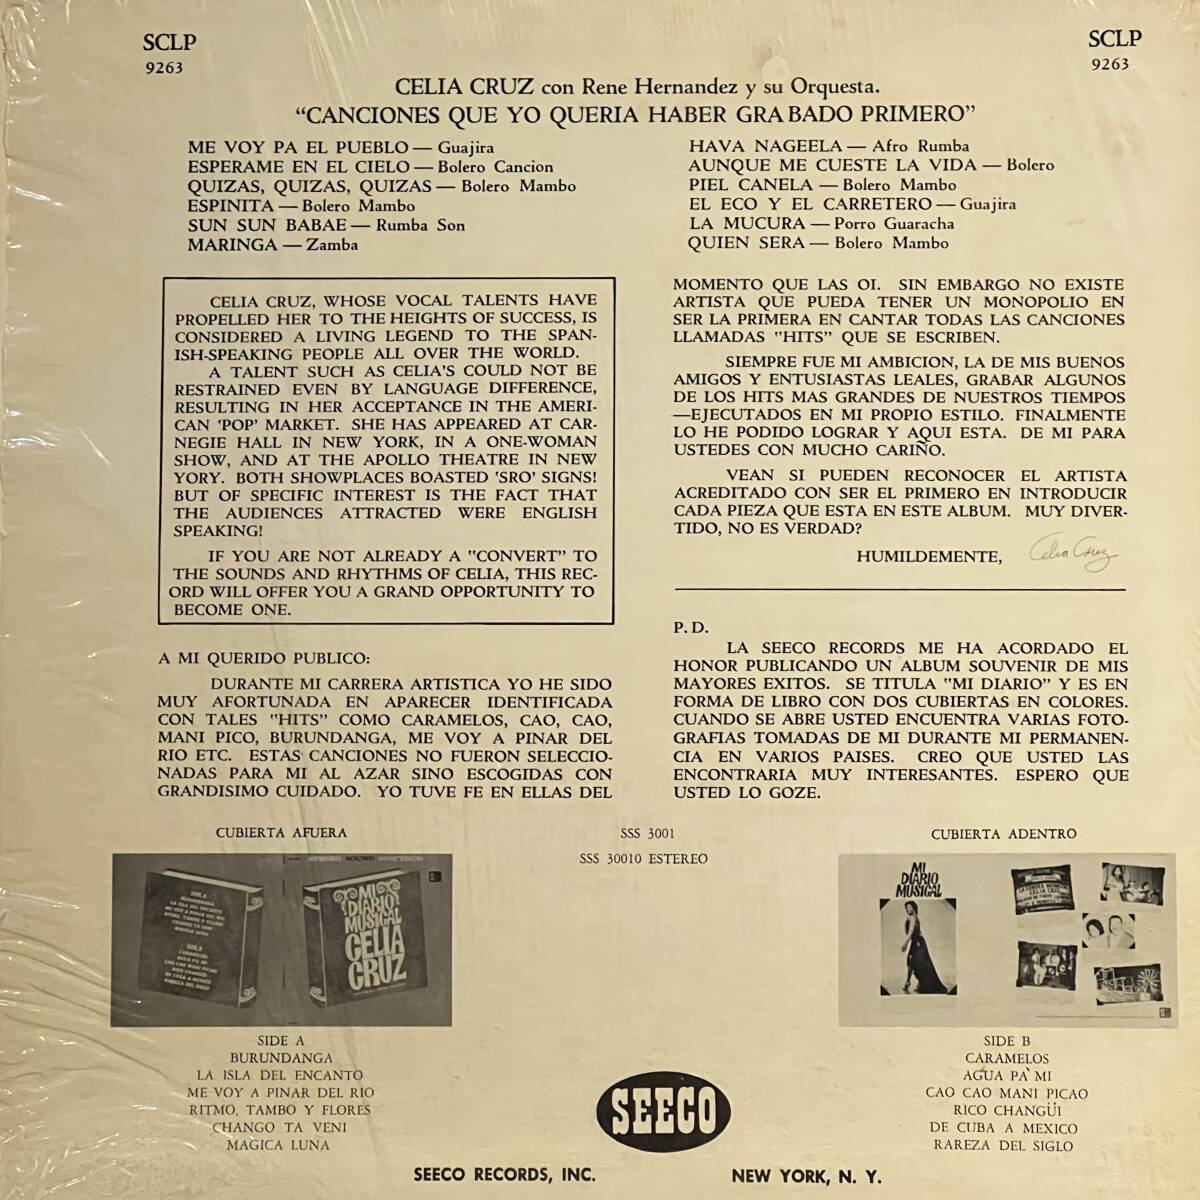 SCLP
9263
SCLP
9263
CELIA CRUZ con Rene Hernandez y su Orquesta.
"CANCIONES QUE YO QUERIA HABER GRABADO PRIMERO"
ME VOY PA EL PUEBLO — Guajira
ESPERAME EN EL CIELO — Bolero Cancion
QUIZAS, QUIZAS, QUIZAS — Bolero Mambo
ESPINITA — Bolero Mambo
SUN SUN BABAE — Rumba Son
MARINGA — Zamba
HAVA NAGEELA — Afro Rumba
AUNQUE ME CUESTE LA VIDA — Bolero
PIEL CANELA — Bolero Mambo
EL ECO Y EL CARRETERO — Guajira
LA MUCURA — Porro Guaracha
QUIEN SERA — Bolero Mambo
CELIA CRUZ, WHOSE VOCAL TALENTS HAVE
PROPELLED HER TO THE HEIGHTS OF SUCCESS, IS
CONSIDERED A LIVING LEGEND TO THE SPAN-
ISH-SPEAKING PEOPLE ALL OVER THE WORLD.
A TALENT SUCH AS CELIA'S COULD NOT BE
RESTRAINED EVEN BY LANGUAGE DIFFERENCE,
RESULTING IN HER ACCEPTANCE IN THE AMERI-
CAN 'POP' MARKET. SHE HAS APPEARED AT CAR-
NEGIE HALL IN NEW YORK, IN A ONE-WOMAN
SHOW, AND AT THE APOLLO THEATRE IN NEW
YORY. BOTH SHOWPLACES BOASTED 'SRO' SIGNS!
BUT OF SPECIFIC INTEREST IS THE FACT THAT
THE AUDIENCES ATTRACTED WERE ENGLISH
SPEAKING!
IF YOU ARE NOT ALREADY A "CONVERT" TO
THE SOUNDS AND RHYTHMS OF CELIA, THIS REC-
ORD WILL OFFER YOU A GRAND OPPORTUNITY TO
BECOME ONE.
A MI QUERIDO PUBLICO:
DURANTE MI CARRERA ARTISTICA YO HE SIDO
MUY AFORTUNADA EN APARECER IDENTIFICADA
CON TALES "HITS" COMO CARAMELOS, CAO, CAO,
MANI PICO, BURUNDANGA, ME VOY A PINAR DEL
RIO ETC. ESTAS CANCIONES NO FUERON SELECCIO-
NADAS PARA MI AL AZAR SINO ESCOGIDAS CON
GRANDISIMO CUIDADO. YO TUVE FE EN ELLAS DEL
MOMENTO QUE LAS OI. SIN EMBARGO NO EXISTE
ARTISTA QUE PUEDA TENER UN MONOPOLIO EN
SER LA PRIMERA EN CANTAR TODAS LAS CANCIONES
LLAMADAS "HITS" QUE SE ESCRIBEN.
SIEMPRE FUE MI AMBICION, LA DE MIS BUENOS
AMIGOS Y ENTUSIASTAS LEALES, GRABAR ALGUNOS
DE LOS HITS MAS GRANDES DE NUESTROS TIEMPOS
—EJECUTADOS EN MI PROPIO ESTILO. FINALMENTE
LO HE PODIDO LOGRAR Y AQUI ESTA. DE MI PARA
USTEDES CON MUCHO CARIÑO.
VEAN SI PUEDEN RECONOCER EL ARTISTA
ACREDITADO CON SER EL PRIMERO EN INTRODUCIR
CADA PIEZA QUE ESTA EN ESTE ALBUM. MUY DIVER-
TIDO, NO ES VERDAD?
HUMILDEMENTE, Celia Cruz
P. D.
LA SEECO RECORDS ME HA ACORDADO EL
HONOR PUBLICANDO UN ALBUM SOUVENIR DE MIS
MAYORES EXITOS. SE TITULA "MI DIARIO" Y ES EN
FORMA DE LIBRO CON DOS CUBIERTAS EN COLORES.
CUANDO SE ABRE USTED ENCUENTRA VARIAS FOTO-
GRAFIAS TOMADAS DE MI DURANTE MI PERMANEN-
CIA EN VARIOS PAISES. CREO QUE USTED LAS
ENCONTRARIA MUY INTERESANTES. ESPERO QUE
USTED LO GOZE.
CUBIERTA AFUERA
SSS 3001
SSS 30010 ESTEREO
CUBIERTA ADENTRO
SIDE A
BURUNDANGA
SIDE B
CARAMELOS
MI
DIARIO
MUSICAL
CELIA
CRUZ
MI
DIARIO
MUSICAL
SIDE A
BURUNDANGA
LA ISLA DEL ENCANTO
ME VOY A PINAR DEL RIO
RITMO, TAMBO Y FLORES
CHANGO TA VENI
MAGICA LUNA
SIDE B
CARAMELOS
AGUA PA` MI
CAO CAO MANI PICAO
RICO CHANGÜI
DE CUBA A MEXICO
RAREZA DEL SIGLO
SEECO
SEECO RECORDS, INC.
NEW YORK, N. Y.